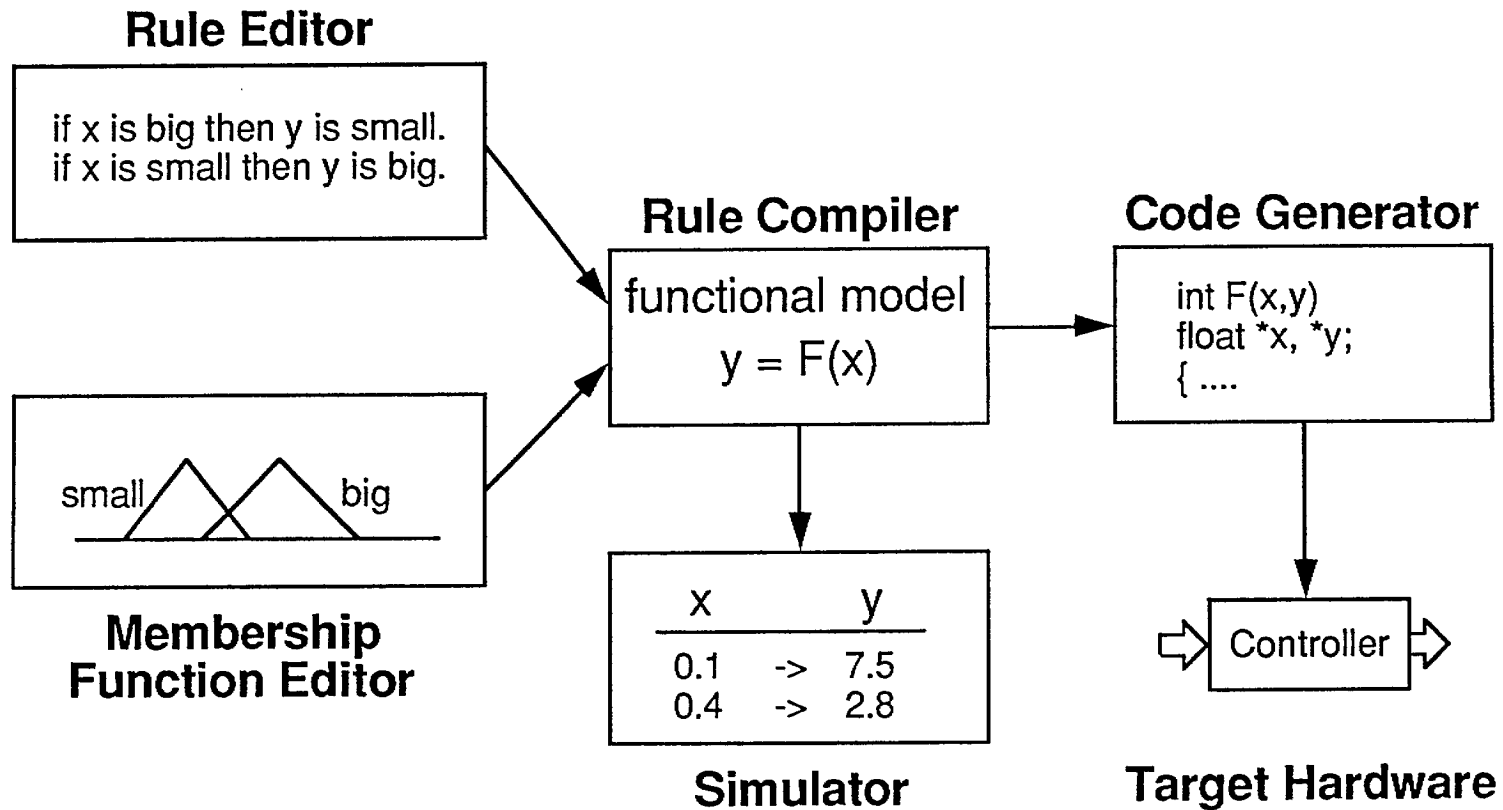 Rule Editor
if x is big then y is small.
if x is small then y is big.
Rule Compiler
functional model
y = F(x)
Code Generator
int F(x,y)
float *x, *y;
{ ....
small
big
Membership
Function Editor
x y
0.1 -> 7.5
0.4 -> 2.8
Simulator
Controller
Target Hardware